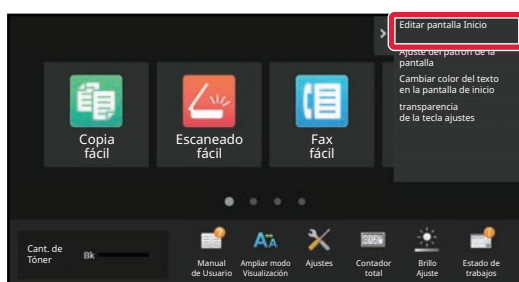 Editar pantalla Inicio
Ajuste del patrón de la
pantalla
Cambiar color del texto
en la pantalla de inicio
transparencia
de la tecla ajustes
Copia
fácil
Escaneado
fácil
Fax
fácil
Cant. de
Tóner
Bk
Manual
de Usuario
Ampliar modo
Visualización
Ajustes
Contador
total
Brillo
Ajuste
Estado de
trabajos